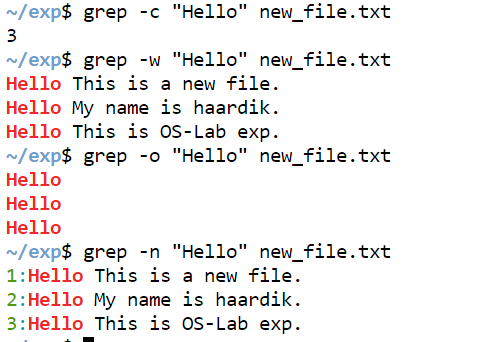 ~/exp$ grep -c "Hello" new_file.txt
3
~/exp$ grep -w "Hello" new_file.txt
Hello This is a new file.
Hello My name is haardik.
Hello This is OS-Lab exp.
~/exp$ grep -o "Hello" new_file.txt
Hello
Hello
Hello
~/exp$ grep -n "Hello" new_file.txt
1:Hello This is a new file.
2:Hello My name is haardik.
3:Hello This is OS-Lab exp.
~/exp$